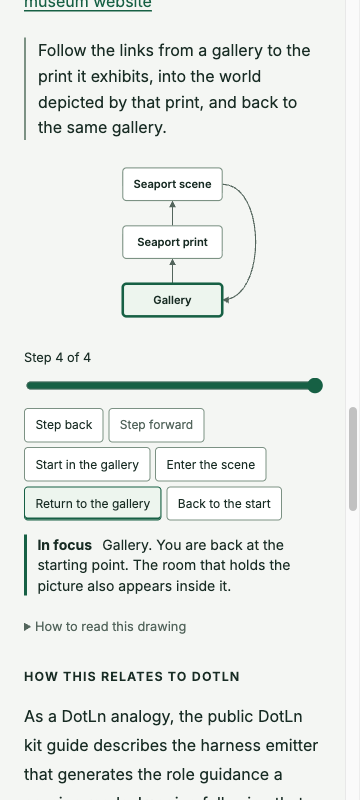 museum website
Follow the links from a gallery to the
print it exhibits, into the world
depicted by that print, and back to
the same gallery.
Seaport scene
Seaport print
Gallery
Step 4 of 4
Step back
Step forward
Start in the gallery
Enter the scene
Return to the gallery
Back to the start
In focus Gallery. You are back at the
starting point. The room that holds the
picture also appears inside it.
How to read this drawing
HOW THIS RELATES TO DOTLN
As a DotLn analogy, the public DotLn
kit guide describes the harness emitter
that generates the role guidance a